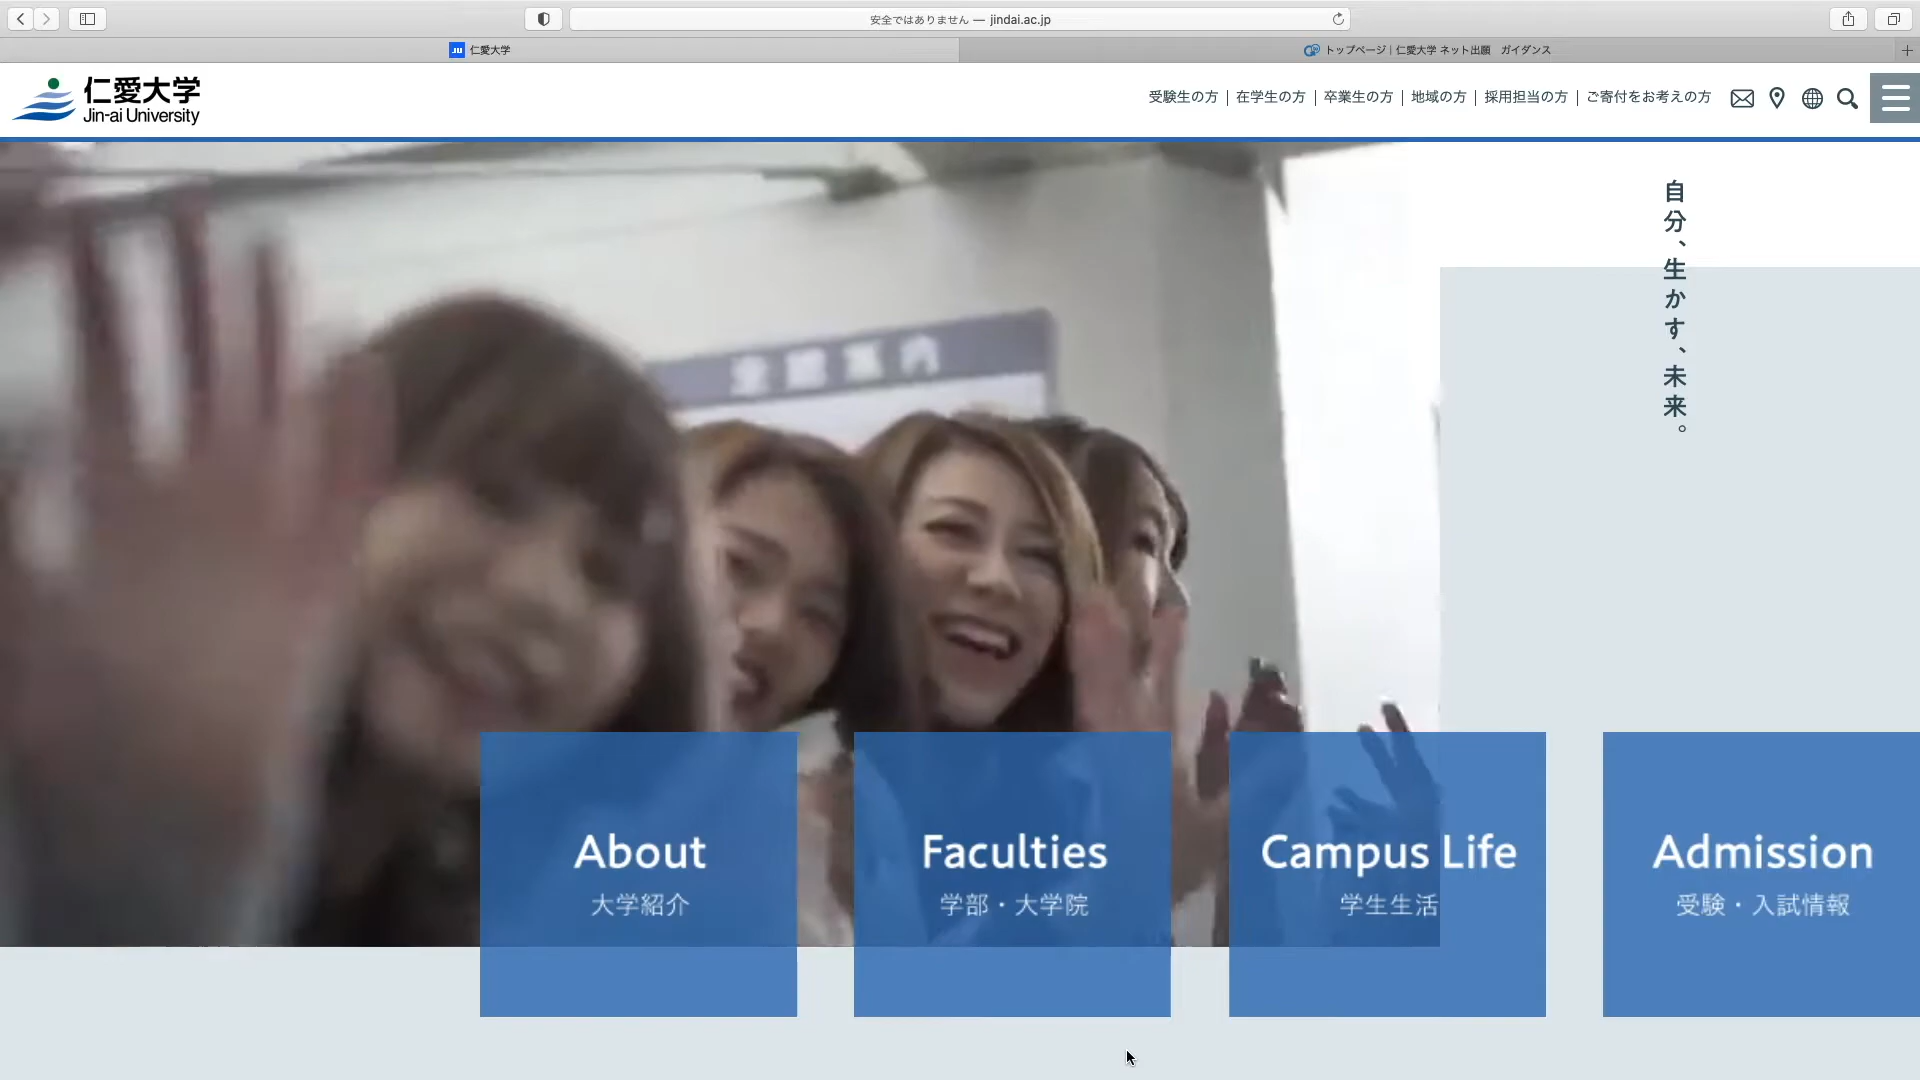 安全ではありません — jindai.ac.jp
JU 仁愛大学
トップページ | 仁愛大学 ネット出願 ガイダンス
仁愛大学
Jin-ai University
受験生の方 | 在学生の方 | 卒業生の方 | 地域の方 | 採用担当の方 | ご寄付をお考えの方
自分、生かす、未来。
About
大学紹介
Faculties
学部・大学院
Campus Life
学生生活
Admission
受験・入試情報